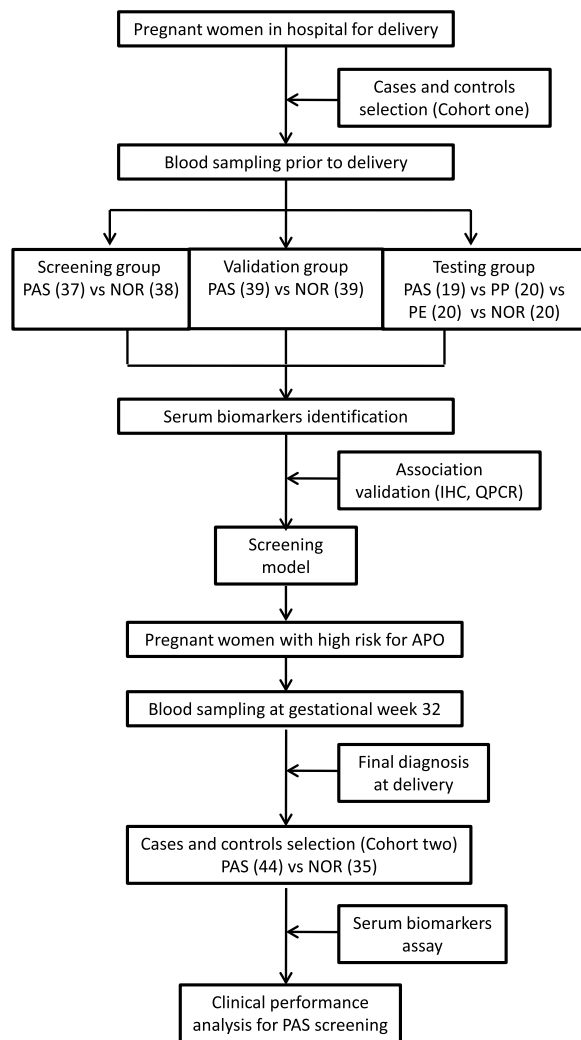 Pregnant women in hospital for delivery
Cases and controls
selection (Cohort one)
Blood sampling prior to delivery
Screening group
PAS (37) vs NOR (38)
Validation group
PAS (39) vs NOR (39)
Testing group
PAS (19) vs PP (20) vs
PE (20) vs NOR (20)
Serum biomarkers identification
Association
validation (IHC, QPCR)
Screening
model
Pregnant women with high risk for APO
Blood sampling at gestational week 32
Final diagnosis
at delivery
Cases and controls selection (Cohort two)
PAS (44) vs NOR (35)
Serum biomarkers
assay
Clinical performance
analysis for PAS screening